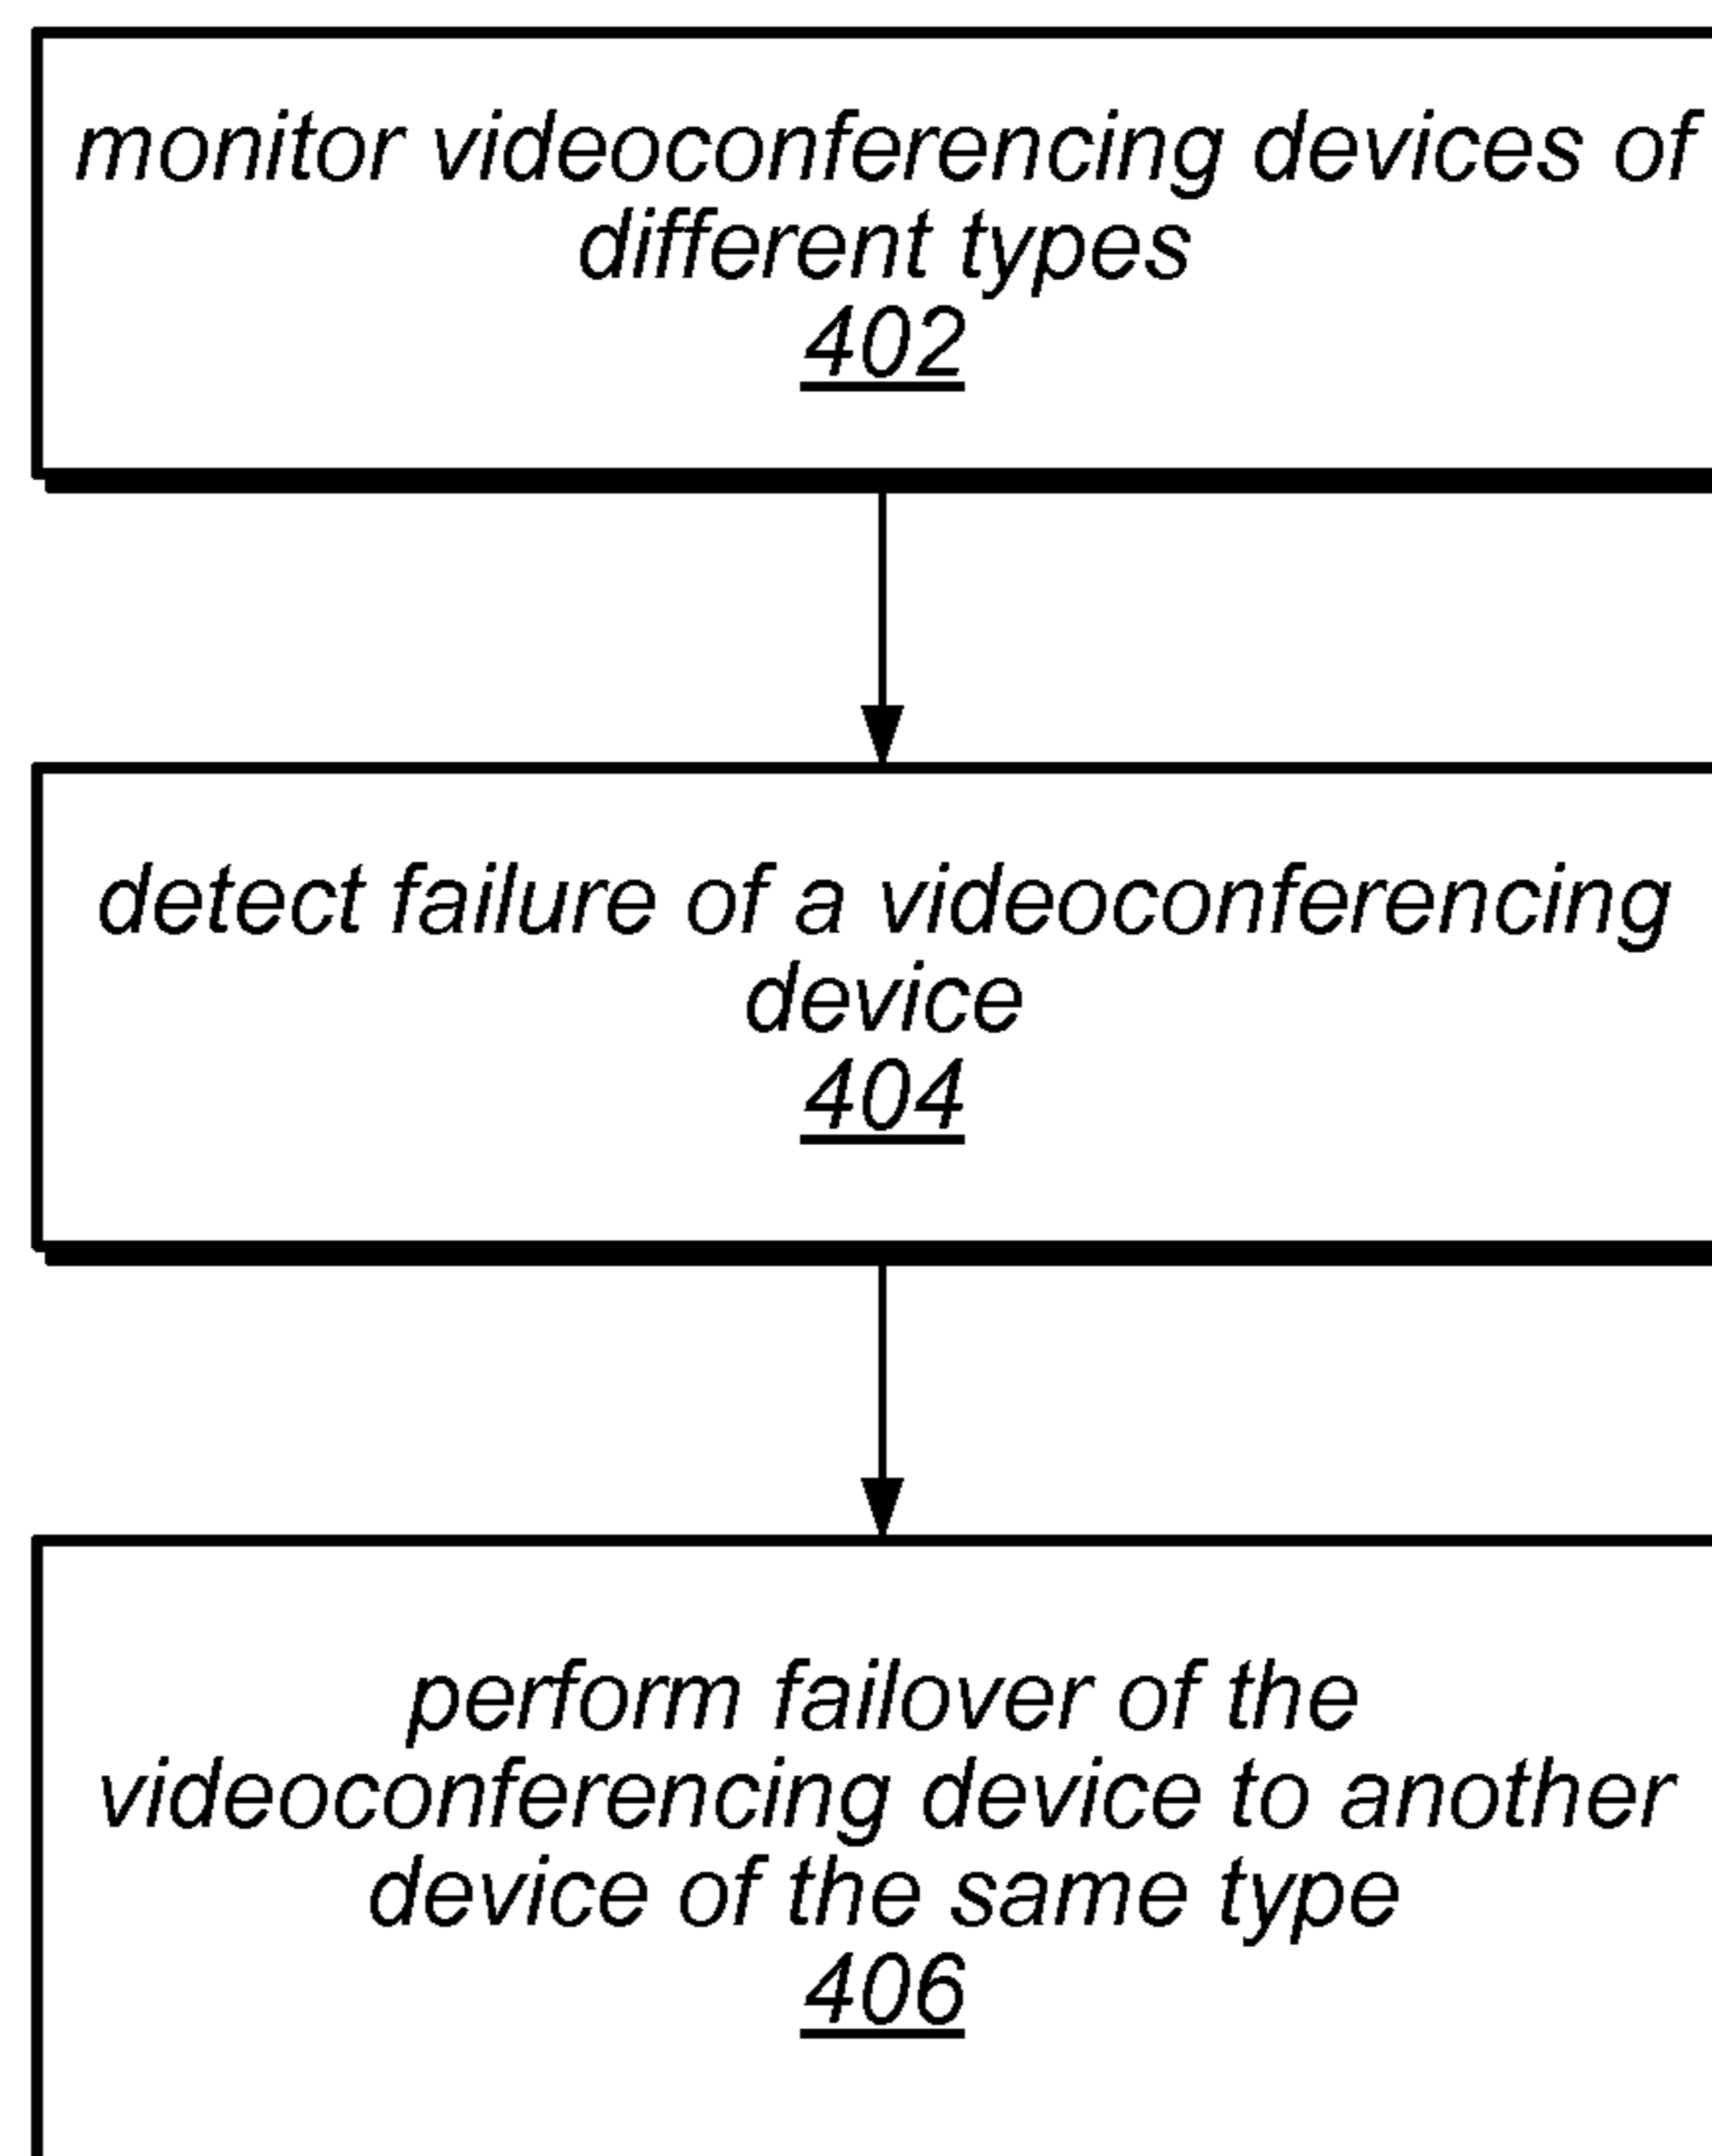 monitor videoconferencing devices of
different types
402
detect failure of a videoconferencing
device
404
perform failover of the
videoconferencing device to another
device of the same type
406